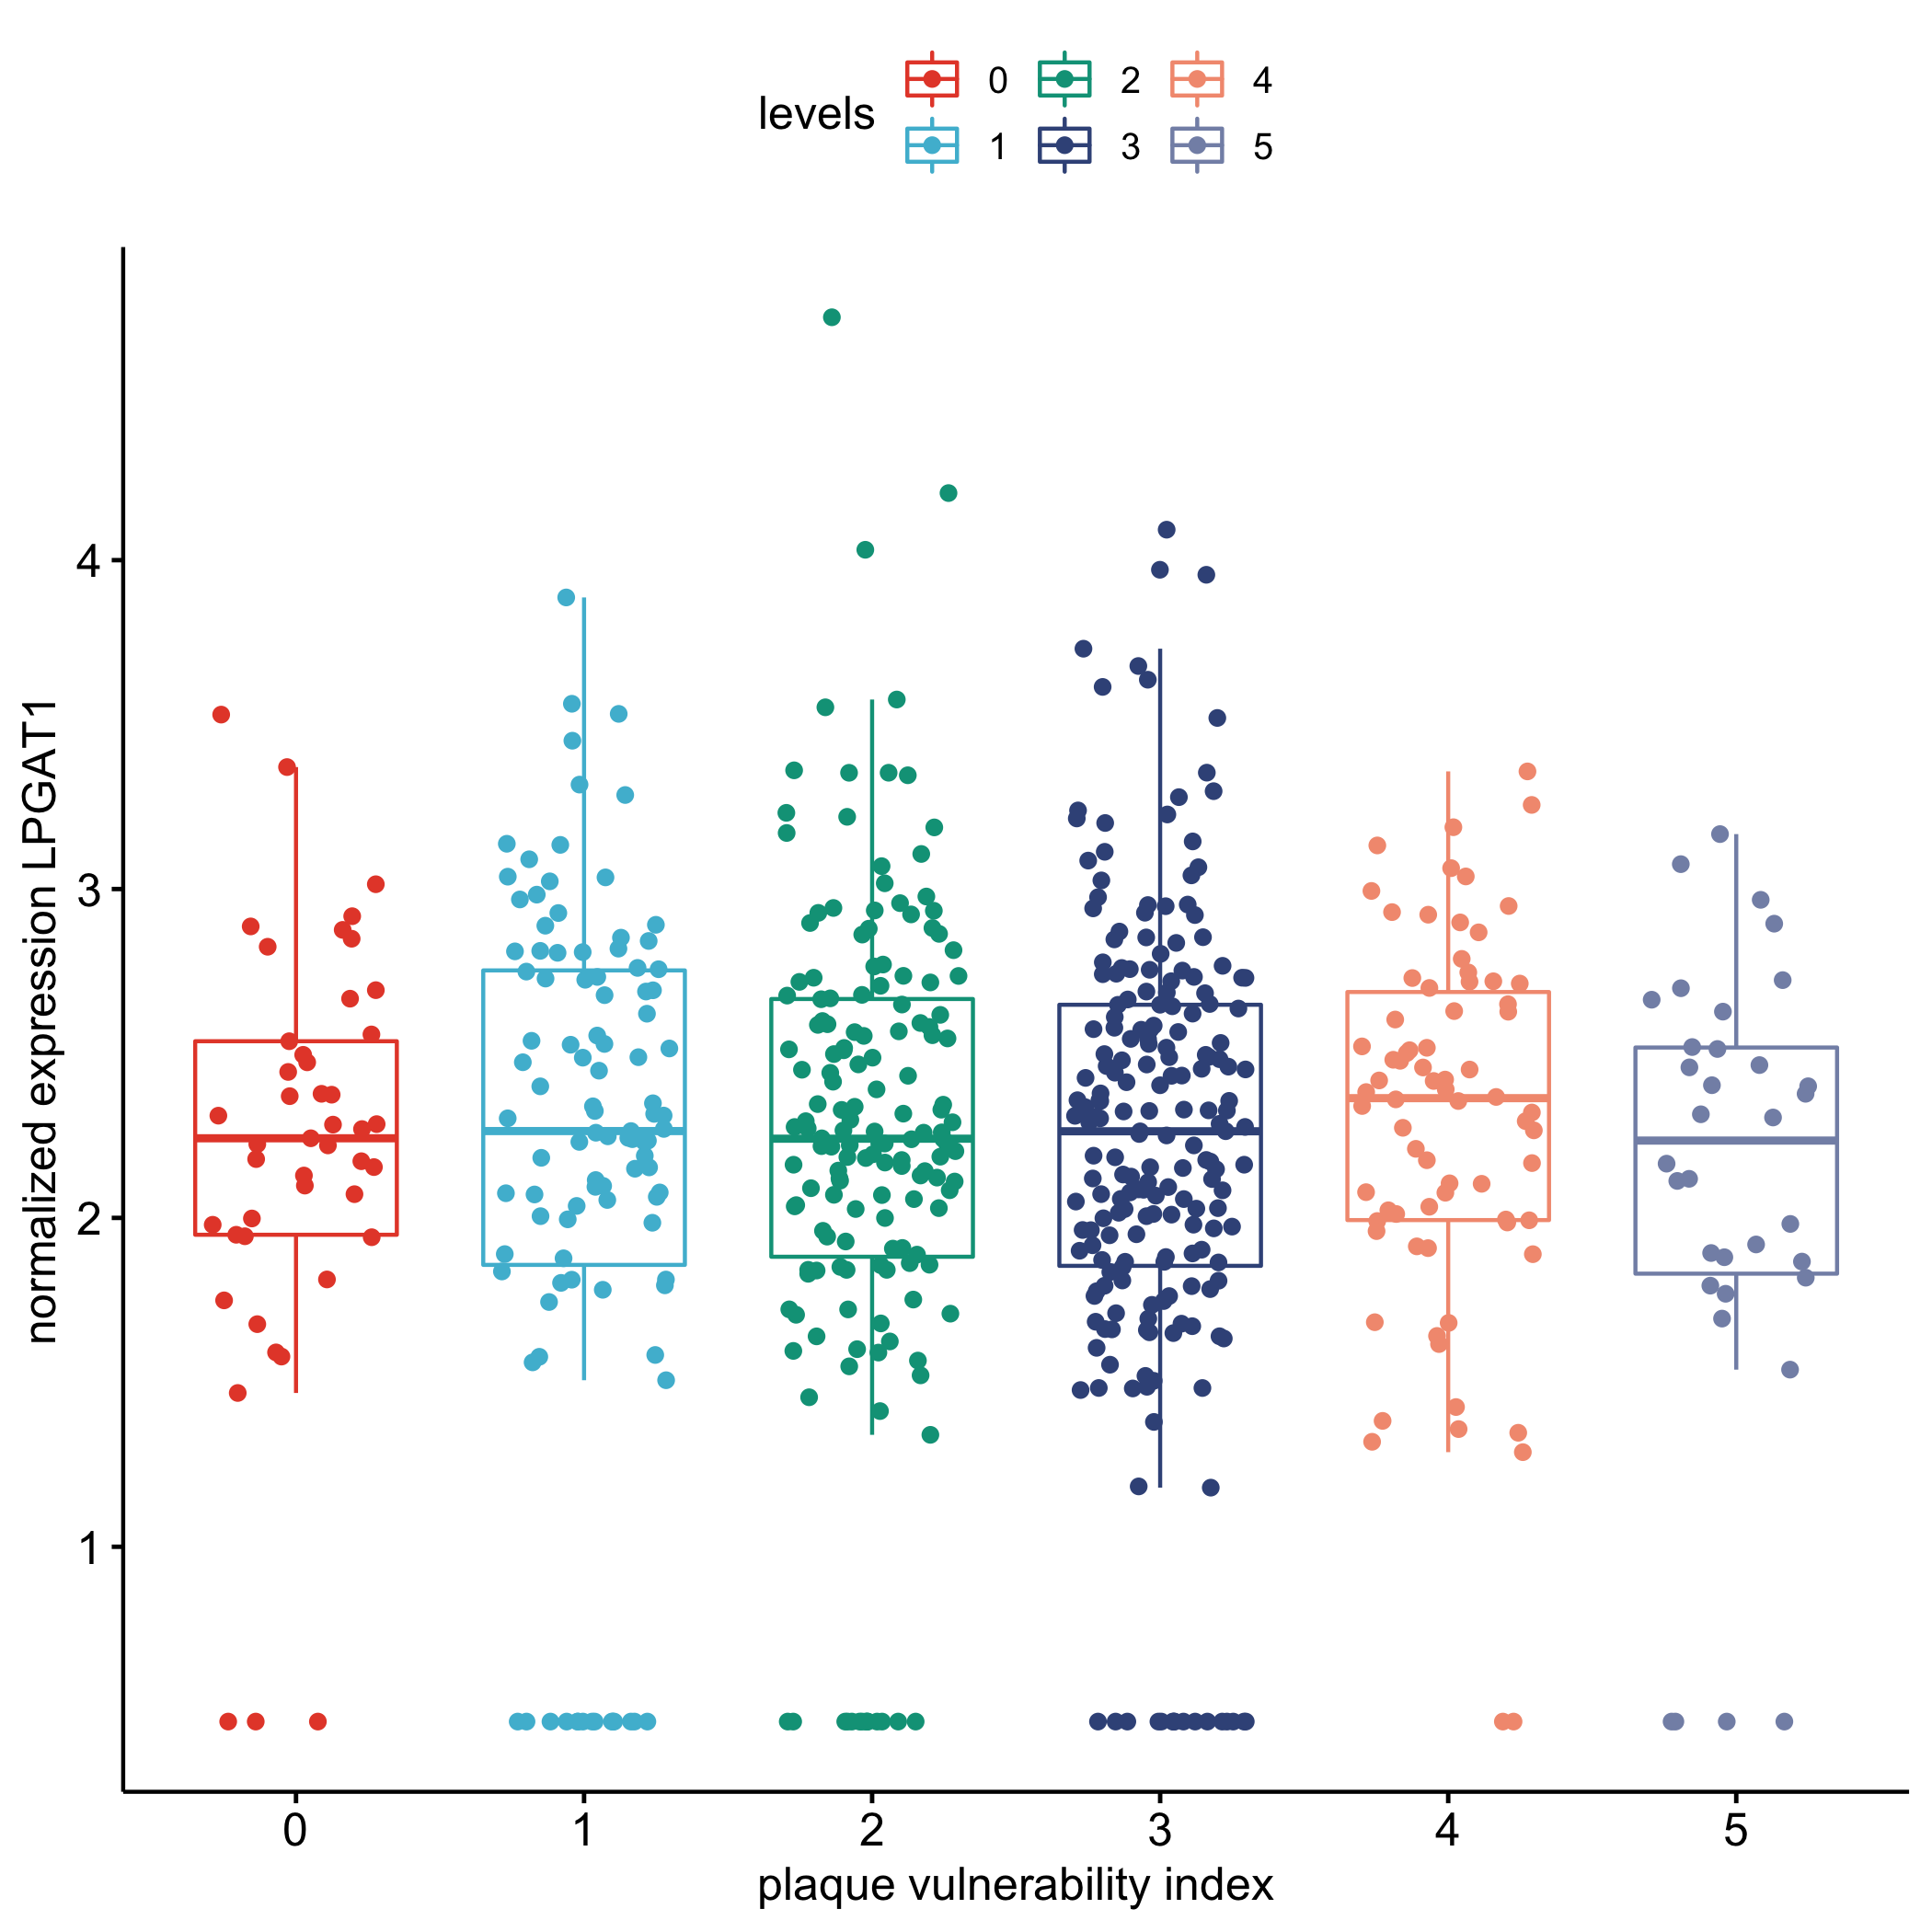 levels
0 2 4
1 3 5
normalized expression LPGAT1
4
3
2
1
0 1 2 3 4 5
plaque vulnerability index